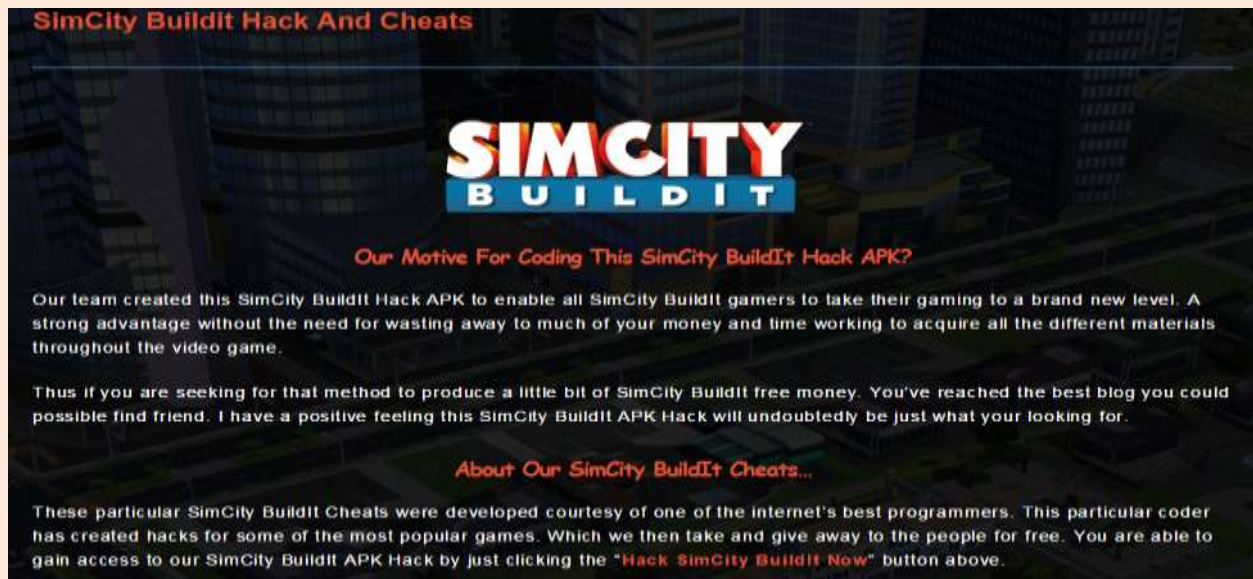 SimCity Buildit Hack And Cheats
SIMCITY
BUILDIT
Our Motive For Coding This SimCity BuildIt Hack APK?
Our team created this SimCity BuildIt Hack APK to enable all SimCity BuildIt gamers to take their gaming to a brand new level. A
strong advantage without the need for wasting away to much of your money and time working to acquire all the different materials
throughout the video game.
Thus if you are seeking for that method to produce a little bit of SimCity BuildIt free money. You've reached the best blog you could
possible find friend. I have a positive feeling this SimCity BuildIt APK Hack will undoubtedly be just what your looking for.
About Our SimCity BuildIt Cheats...
These particular SimCity BuildIt Cheats were developed courtesy of one of the internet's best programmers. This particular coder
has created hacks for some of the most popular games. Which we then take and give away to the people for free. You are able to
gain access to our SimCity BuildIt APK Hack by just clicking the "Hack SimCity BuildIt Now" button above.